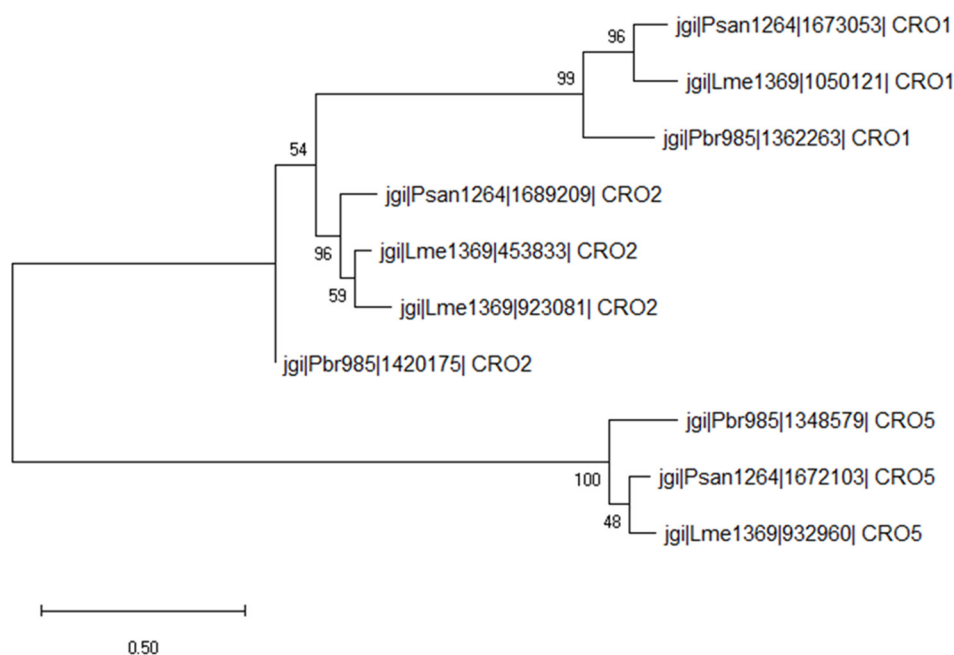 jgi|Psan1264|1673053| CRO1
96
jgi|Lme1369|1050121| CRO1
99
jgi|Pbr985|1362263| CRO1
54
jgi|Psan1264|1689209| CRO2
96
jgi|Lme1369|453833| CRO2
59
jgi|Lme1369|923081| CRO2
jgi|Pbr985|1420175| CRO2
jgi|Pbr985|1348579| CRO5
100
jgi|Psan1264|1672103| CRO5
48
jgi|Lme1369|932960| CRO5
0.50